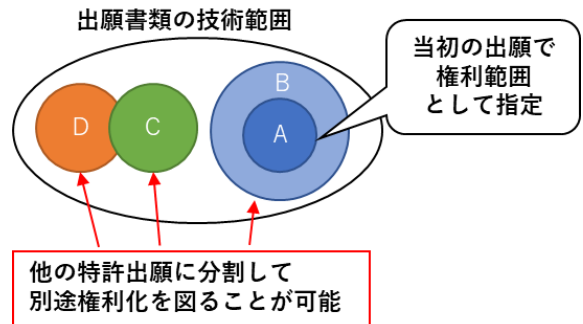 出願書類の技術範囲
当初の出願で
権利範囲
として指定
B
D
C
A
他の特許出願に分割して
別途権利化を図ることが可能